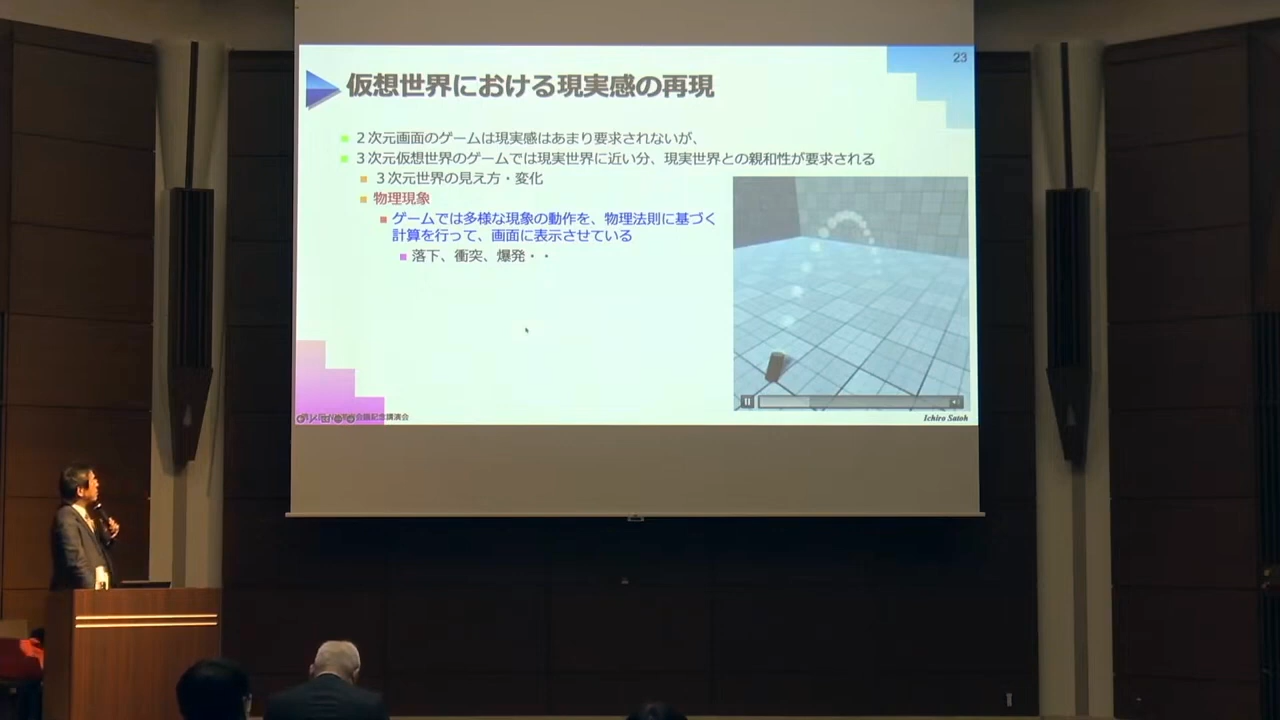 23
仮想世界における現実感の再現
２次元画面のゲームは現実感はあまり要求されないが、
３次元仮想世界のゲームでは現実世界に近い分、現実世界との親和性が要求される
３次元世界の見え方・変化
物理現象
ゲームでは多様な現象の動作を、物理法則に基づく
計算を行って、画面に表示させている
落下、衝突、爆発・・
記念講演会
Ichiro Satoh